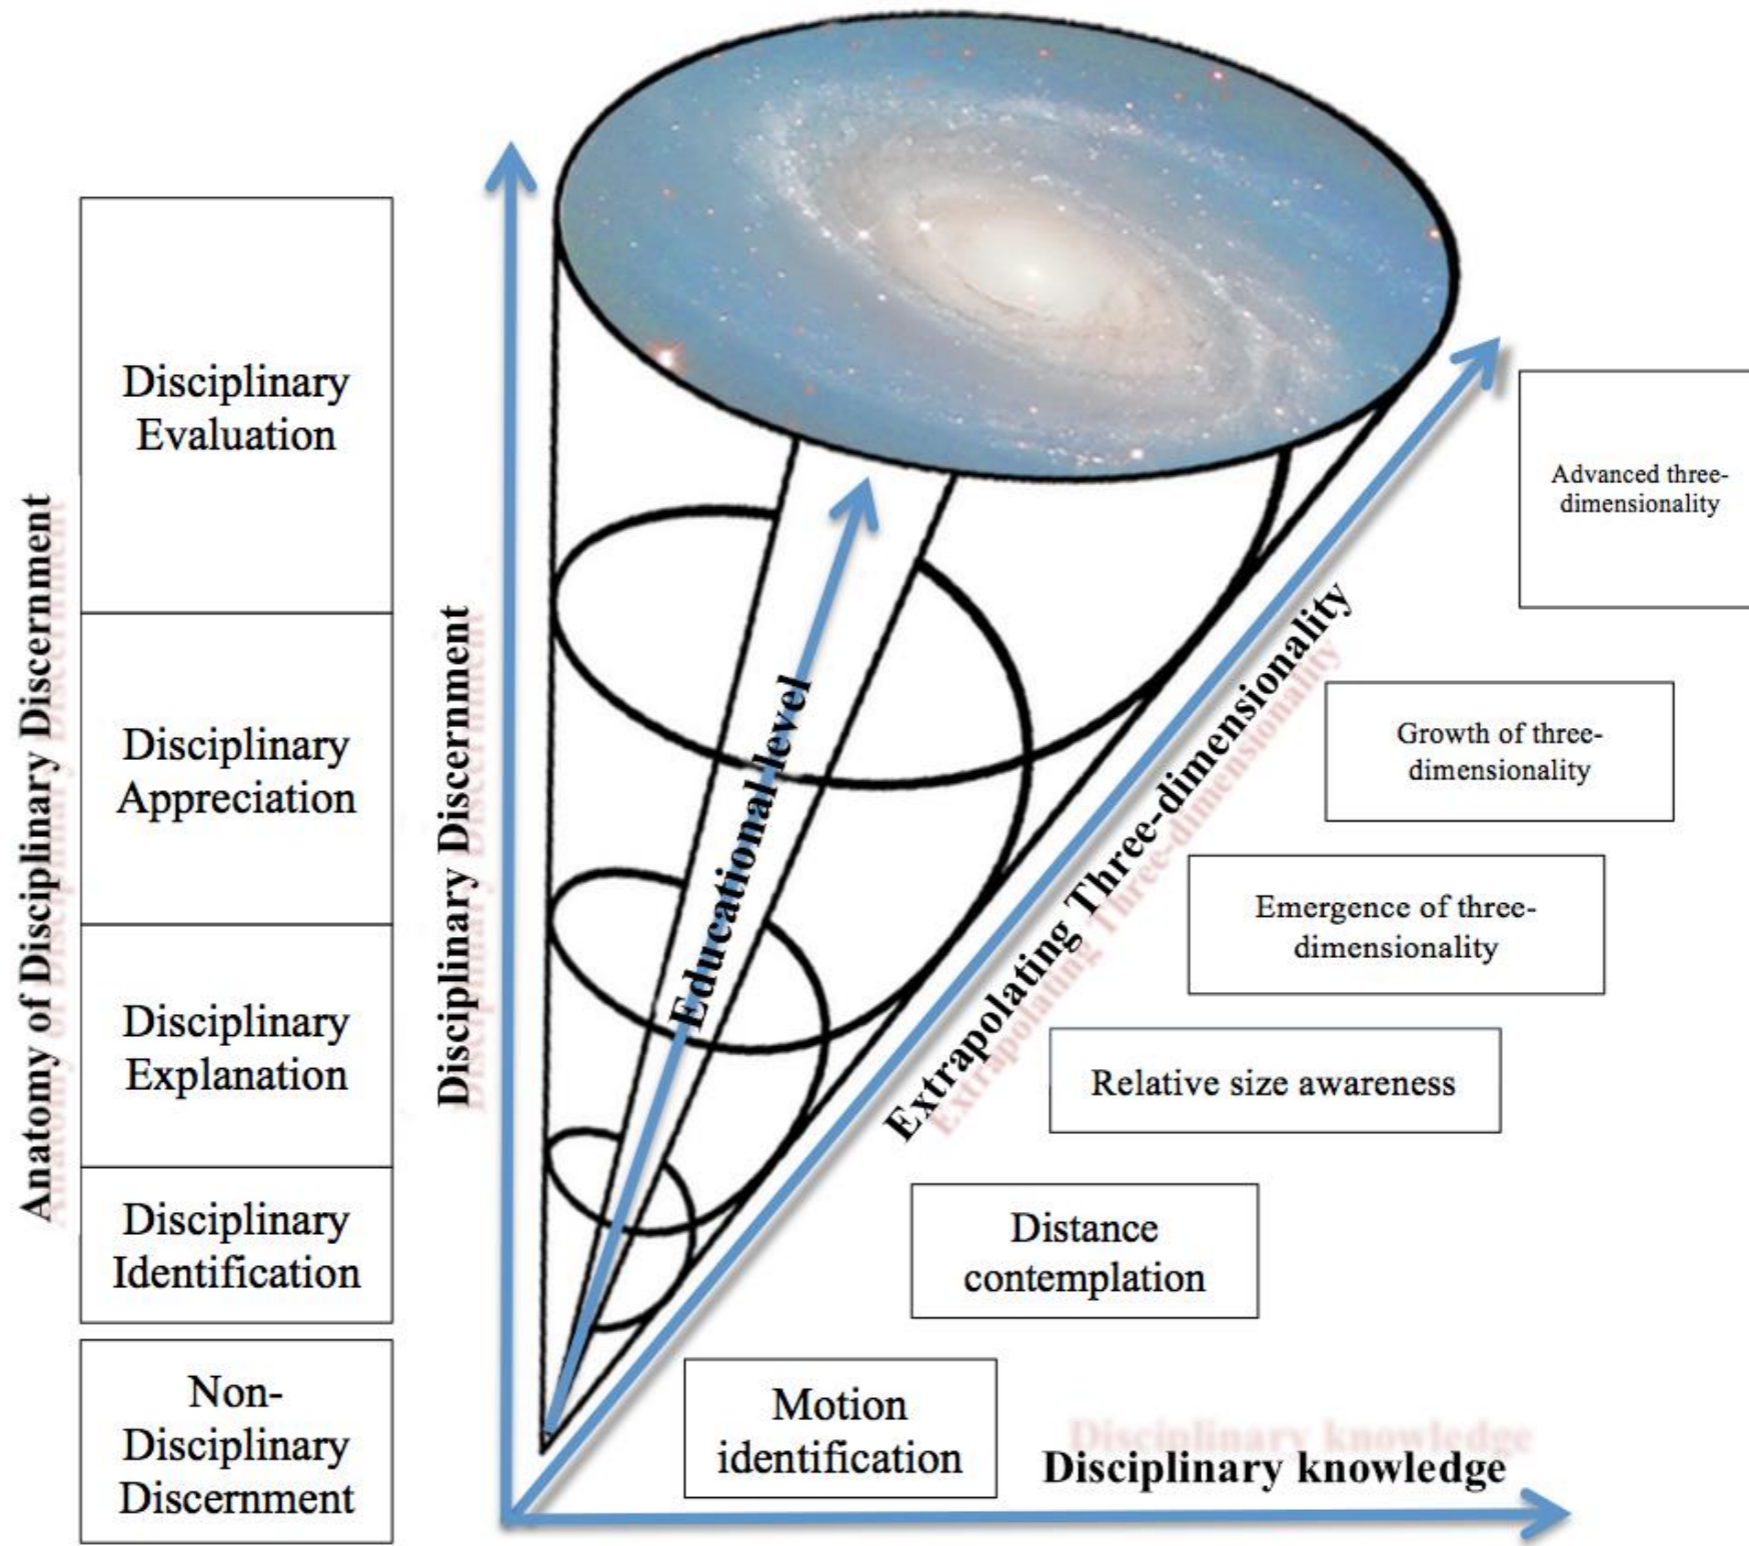 Anatomy of Disciplinary Discernment
Disciplinary
Evaluation
Disciplinary
Appreciation
Disciplinary
Explanation
Disciplinary
Identification
Non-
Disciplinary
Discernment
Disciplinary Discernment
Educational level
Extrapolating Three-dimensionality
Advanced three-
dimensionality
Growth of three-
dimensionality
Emergence of three-
dimensionality
Relative size awareness
Distance
contemplation
Motion
identification
Disciplinary knowledge